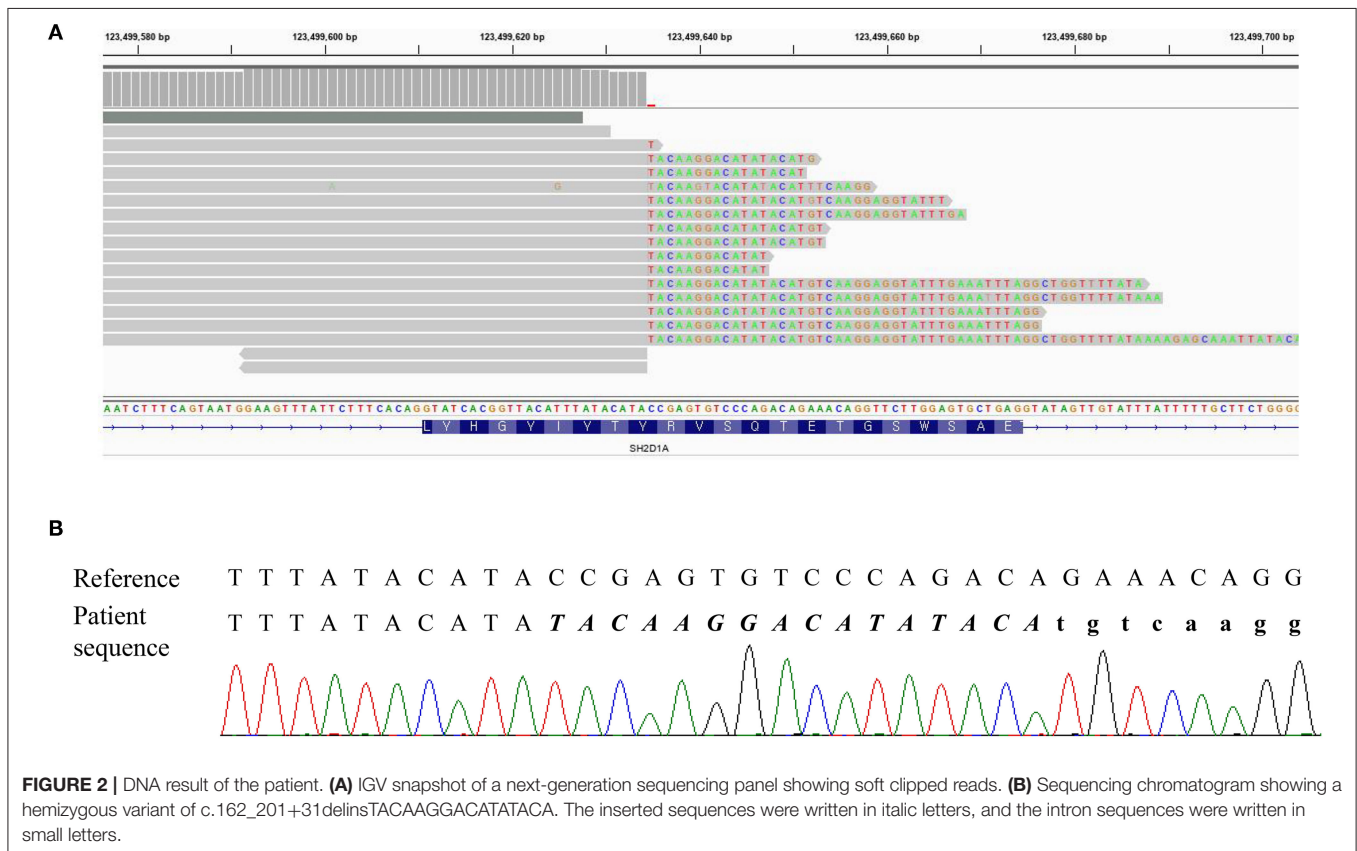 A
123,499,580 bp 123,499,600 bp 123,499,620 bp 123,499,640 bp 123,499,660 bp 123,499,680 bp 123,499,700 bp
T
TACAAGGACATATACATG
TACAAGGACATATACAT
A G TACAAGTACATATACATTTCAAGG
TACAAGGACATATACATGTCAAGGAGGTATTT
TACAAGGACATATACATGTCAAGGAGGTATTTGA
TACAAGGACATATACATGT
TACAAGGACATATACATGT
TACAAGGACATAT
TACAAGGACATAT
TACAAGGACATATACATGTCAAGGAGGTATTTGAAATTTAGGCTGGTTTTATA
TACAAGGACATATACATGTCAAGGAGGTATTTGAAATTTAGGCTGGTTTTATAAA
TACAAGGACATATACATGTCAAGGAGGTATTTGAAATTTAGG
TACAAGGACATATACATGTCAAGGAGGTATTTGAAATTTAGG
TACAAGGACATATACATGTCAAGGAGGTATTTGAAATTTAGGCTGGTTTTATAAAAGAGCAAATTATACA
AATCTTTCAGTAATGGAAGTTTATTCTTTCACAGGTATCACGGTTACATTTATACATACCGAGTGTCCCAGACAGAAACAGGTTCTTGGAGTGCTGAGGTATAGTTGTATTTATTTTTGCTTCTGGGG
L Y H G Y I Y T Y R V S Q T E T G S W S A E
SH2D1A
B
Reference T T T A T A C A T A C C G A G T G T C C C A G A C A G A A A C A G G
Patient sequence T T T A T A C A T A T A C A A G G A C A T A T A C A t g t c a a g g
FIGURE 2 | DNA result of the patient. (A) IGV snapshot of a next-generation sequencing panel showing soft clipped reads. (B) Sequencing chromatogram showing a
hemizygous variant of c.162_201+31delinsTACAAGGACATATACA. The inserted sequences were written in italic letters, and the intron sequences were written in
small letters.